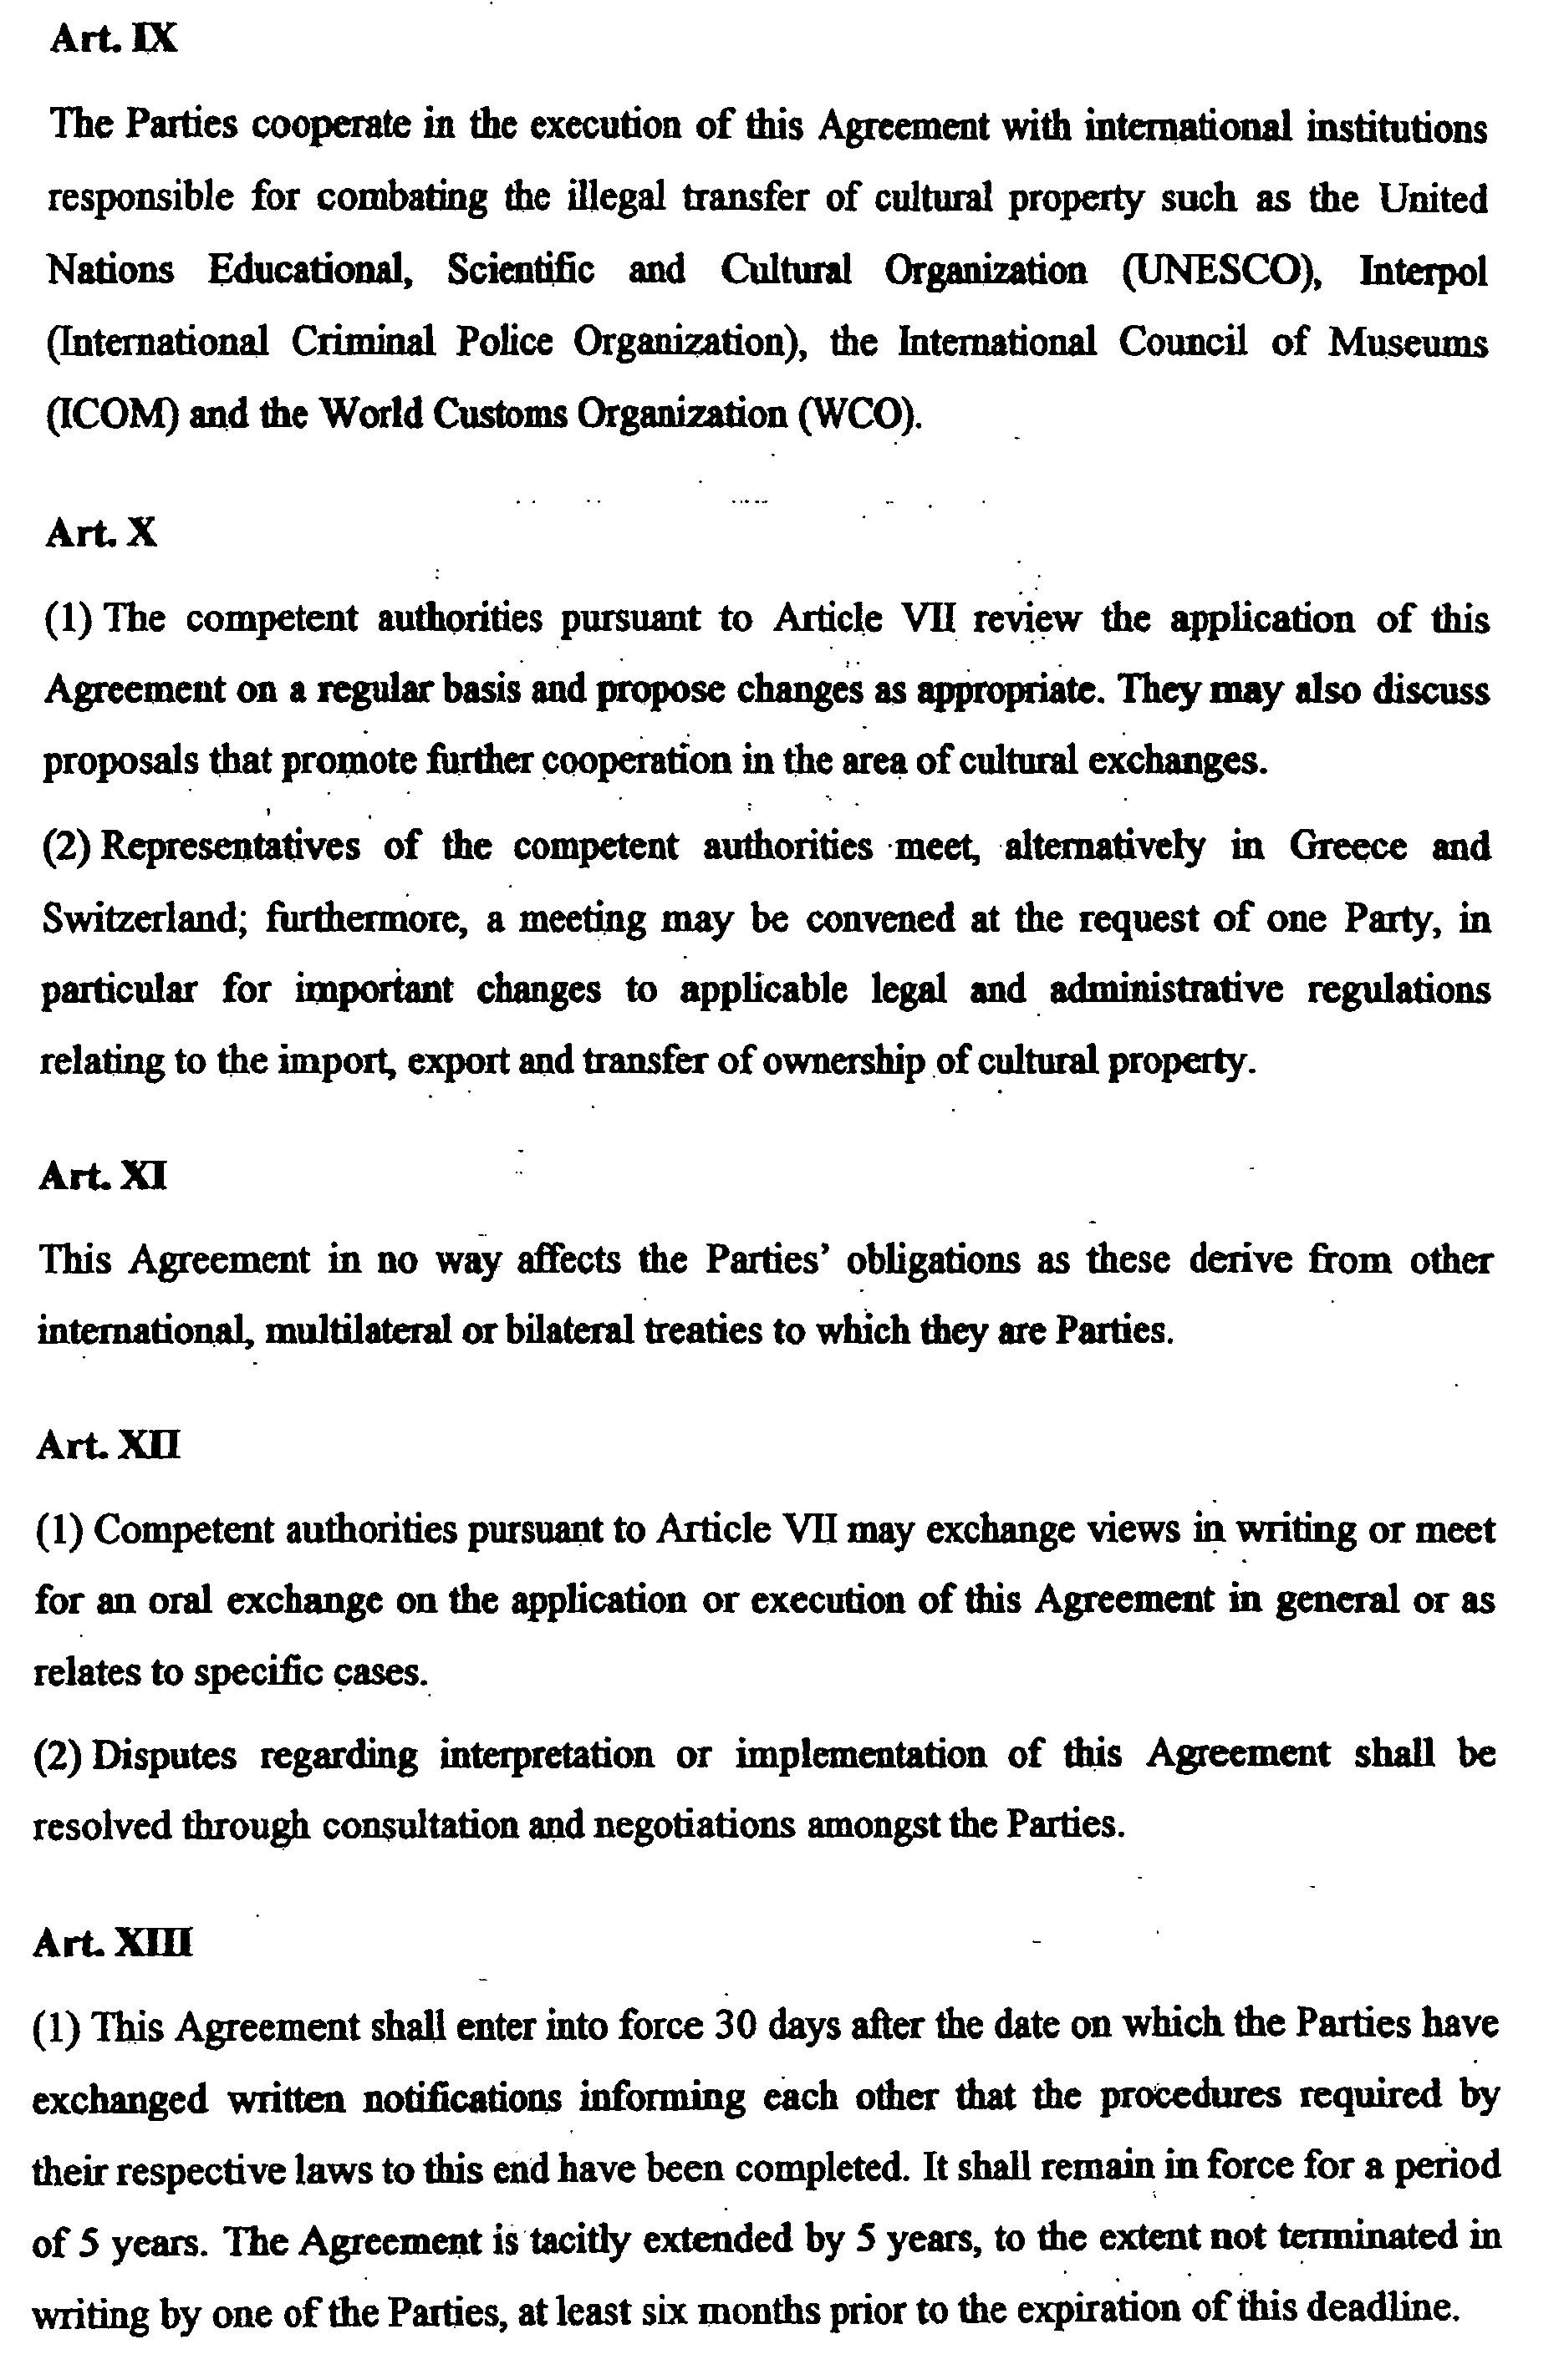 Art. IX
The Parties cooperate in the execution of this Agreement with international institutions
responsible for combating the illegal transfer of cultural property such as the United
Nations Educational, Scientific and Cultural Organization (UNESCO), Interpol
(International Criminal Police Organization), the International Council of Museums
(ICOM) and the World Customs Organization (WCO).
Art. X
(1) The competent authorities pursuant to Article VII review the application of this
Agreement on a regular basis and propose changes as appropriate. They may also discuss
proposals that promote further cooperation in the area of cultural exchanges.
(2) Representatives of the competent authorities meet, alternatively in Greece and
Switzerland; furthermore, a meeting may be convened at the request of one Party, in
particular for important changes to applicable legal and administrative regulations
relating to the import, export and transfer of ownership of cultural property.
Art. XI
This Agreement in no way affects the Parties' obligations as these derive from other
international, multilateral or bilateral treaties to which they are Parties.
Art. XII
(1) Competent authorities pursuant to Article VII may exchange views in writing or meet
for an oral exchange on the application or execution of this Agreement in general or as
relates to specific cases.
(2) Disputes regarding interpretation or implementation of this Agreement shall be
resolved through consultation and negotiations amongst the Parties.
Art. XIII
(1) This Agreement shall enter into force 30 days after the date on which the Parties have
exchanged written notifications informing each other that the procedures required by
their respective laws to this end have been completed. It shall remain in force for a period
of 5 years. The Agreement is tacitly extended by 5 years, to the extent not terminated in
writing by one of the Parties, at least six months prior to the expiration of this deadline.